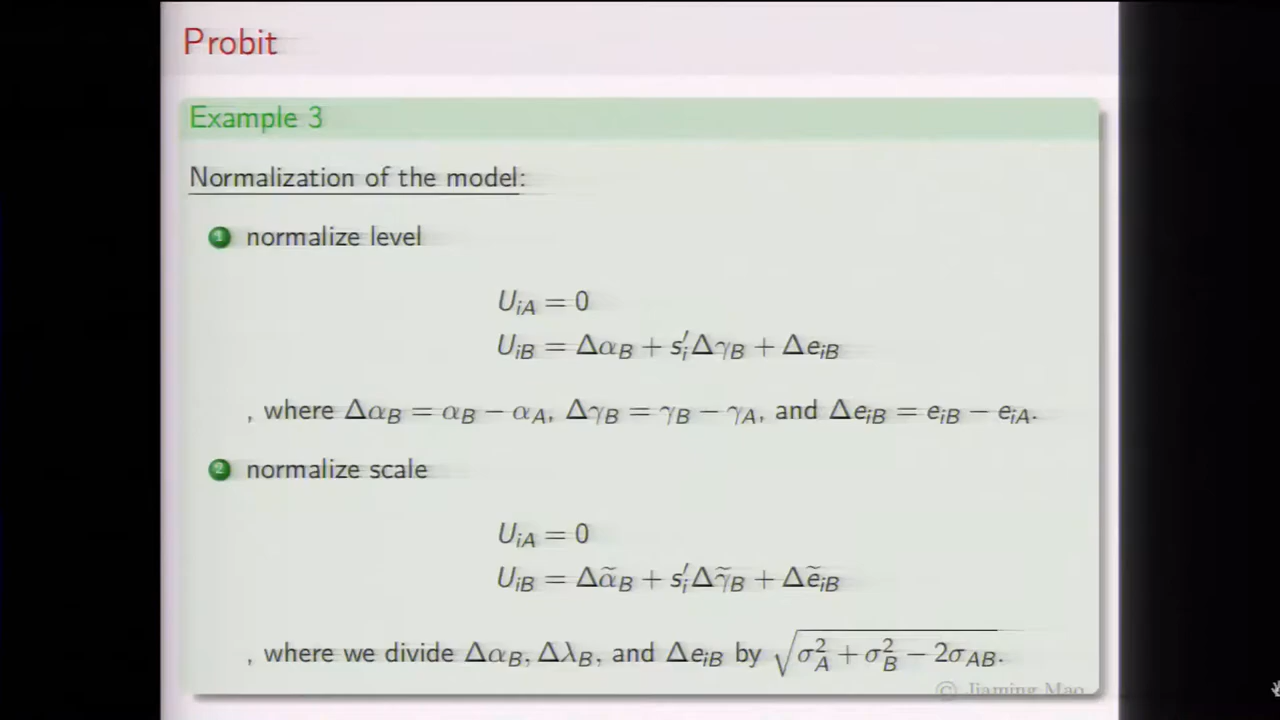 Probit
Example 3
Normalization of the model:
1 normalize level
U_{iA} = 0
U_{iB} = Δα_B + s_i′Δγ_B + Δe_{iB}
, where Δα_B = α_B − α_A, Δγ_B = γ_B − γ_A, and Δe_{iB} = e_{iB} − e_{iA}.
2 normalize scale
U_{iA} = 0
U_{iB} = Δα̃_B + s_i′Δγ̃_B + Δẽ_{iB}
, where we divide Δα_B, Δλ_B, and Δe_{iB} by √(σ_A^2 + σ_B^2 − 2σ_{AB}).
© Jiaming Mao